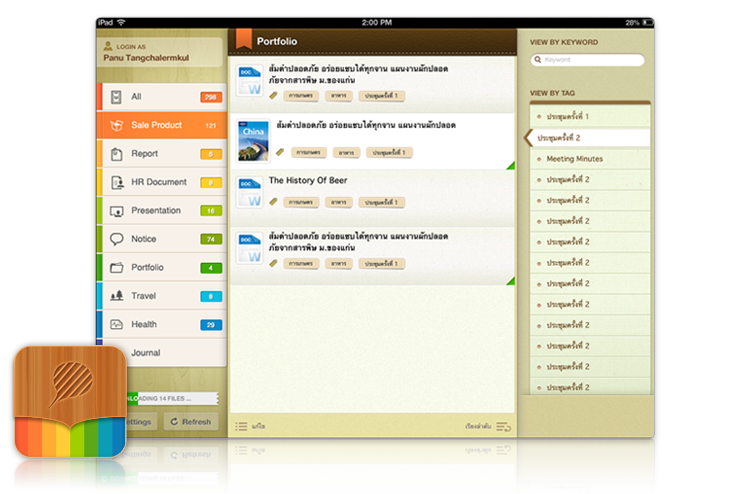 iPad
2:00 PM
28%
LOGIN AS
Panu Tangchalermkul
All 298
Sale Product 121
Report 8
HR Document
Presentation 16
Notice 74
Portfolio 4
Travel 8
Health 29
Journal
ADING 14 FILES ...
ettings
Refresh
Portfolio
DOC
W
ส้มตำปลอดภัย อร่อยแซบได้ทุกจาน แผนงานผักปลอด
ภัยจากสารพิษ ม.ขอนแก่น
การเกษตร อาหาร ประชุมครั้งที่ 1
China
ส้มตำปลอดภัย อร่อยแซบได้ทุกจาน แผนงานผักปลอด
การเกษตร อาหาร ประชุมครั้งที่ 1
DOC
W
The History Of Beer
การเกษตร อาหาร ประชุมครั้งที่ 1
DOC
W
ส้มตำปลอดภัย อร่อยแซบได้ทุกจาน แผนงานผักปลอด
ภัยจากสารพิษ ม.ขอนแก่น
การเกษตร อาหาร ประชุมครั้งที่ 1
แก้ไข
เรียงลำดับ
VIEW BY KEYWORD
Keyword
VIEW BY TAG
ประชุมครั้งที่ 1
ประชุมครั้งที่ 2
Meeting Minutes
ประชุมครั้งที่ 2
ประชุมครั้งที่ 2
ประชุมครั้งที่ 2
ประชุมครั้งที่ 2
ประชุมครั้งที่ 2
ประชุมครั้งที่ 2
ประชุมครั้งที่ 2
ประชุมครั้งที่ 2
ประชุมครั้งที่ 2
ประชุมครั้งที่ 2
ประชุมครั้งที่ 2